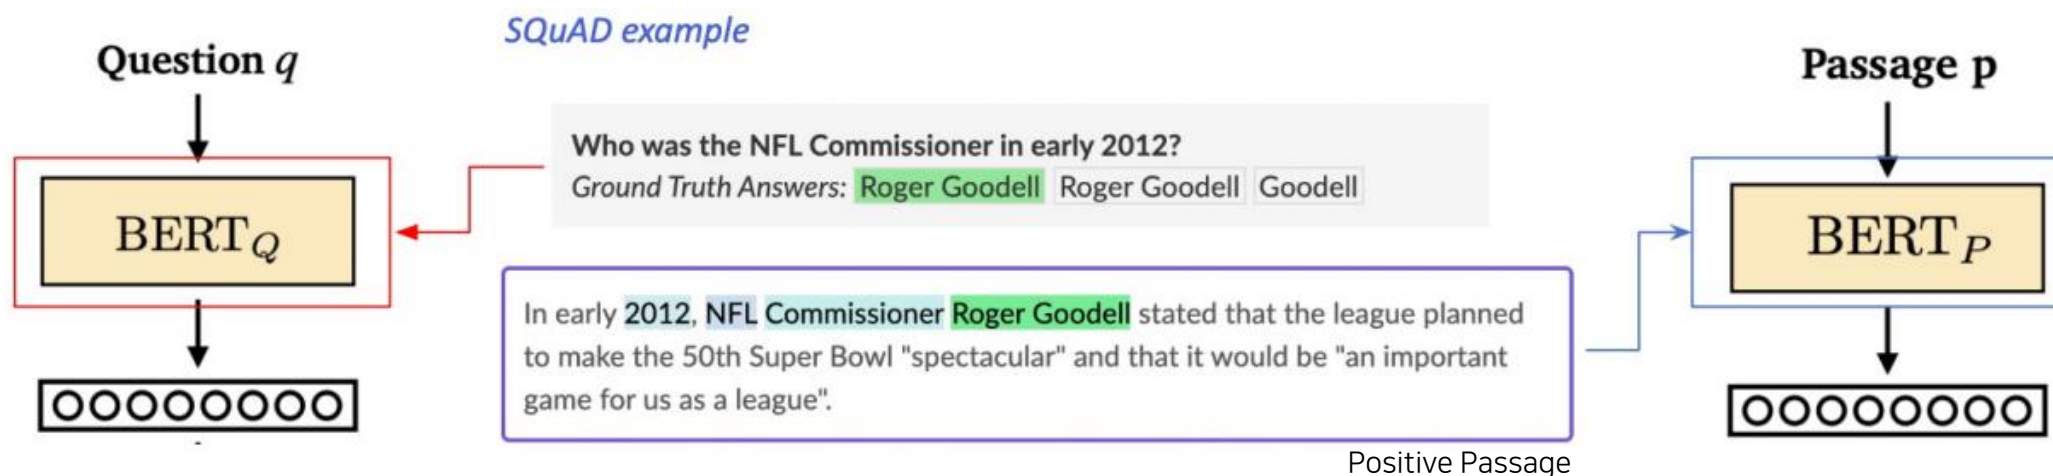 SQuAD example
Question q
Passage p
Who was the NFL Commissioner in early 2012?
Ground Truth Answers: Roger Goodell Roger Goodell Goodell
BERT_Q
BERT_P
In early 2012, NFL Commissioner Roger Goodell stated that the league planned
to make the 50th Super Bowl "spectacular" and that it would be "an important
game for us as a league".
Positive Passage